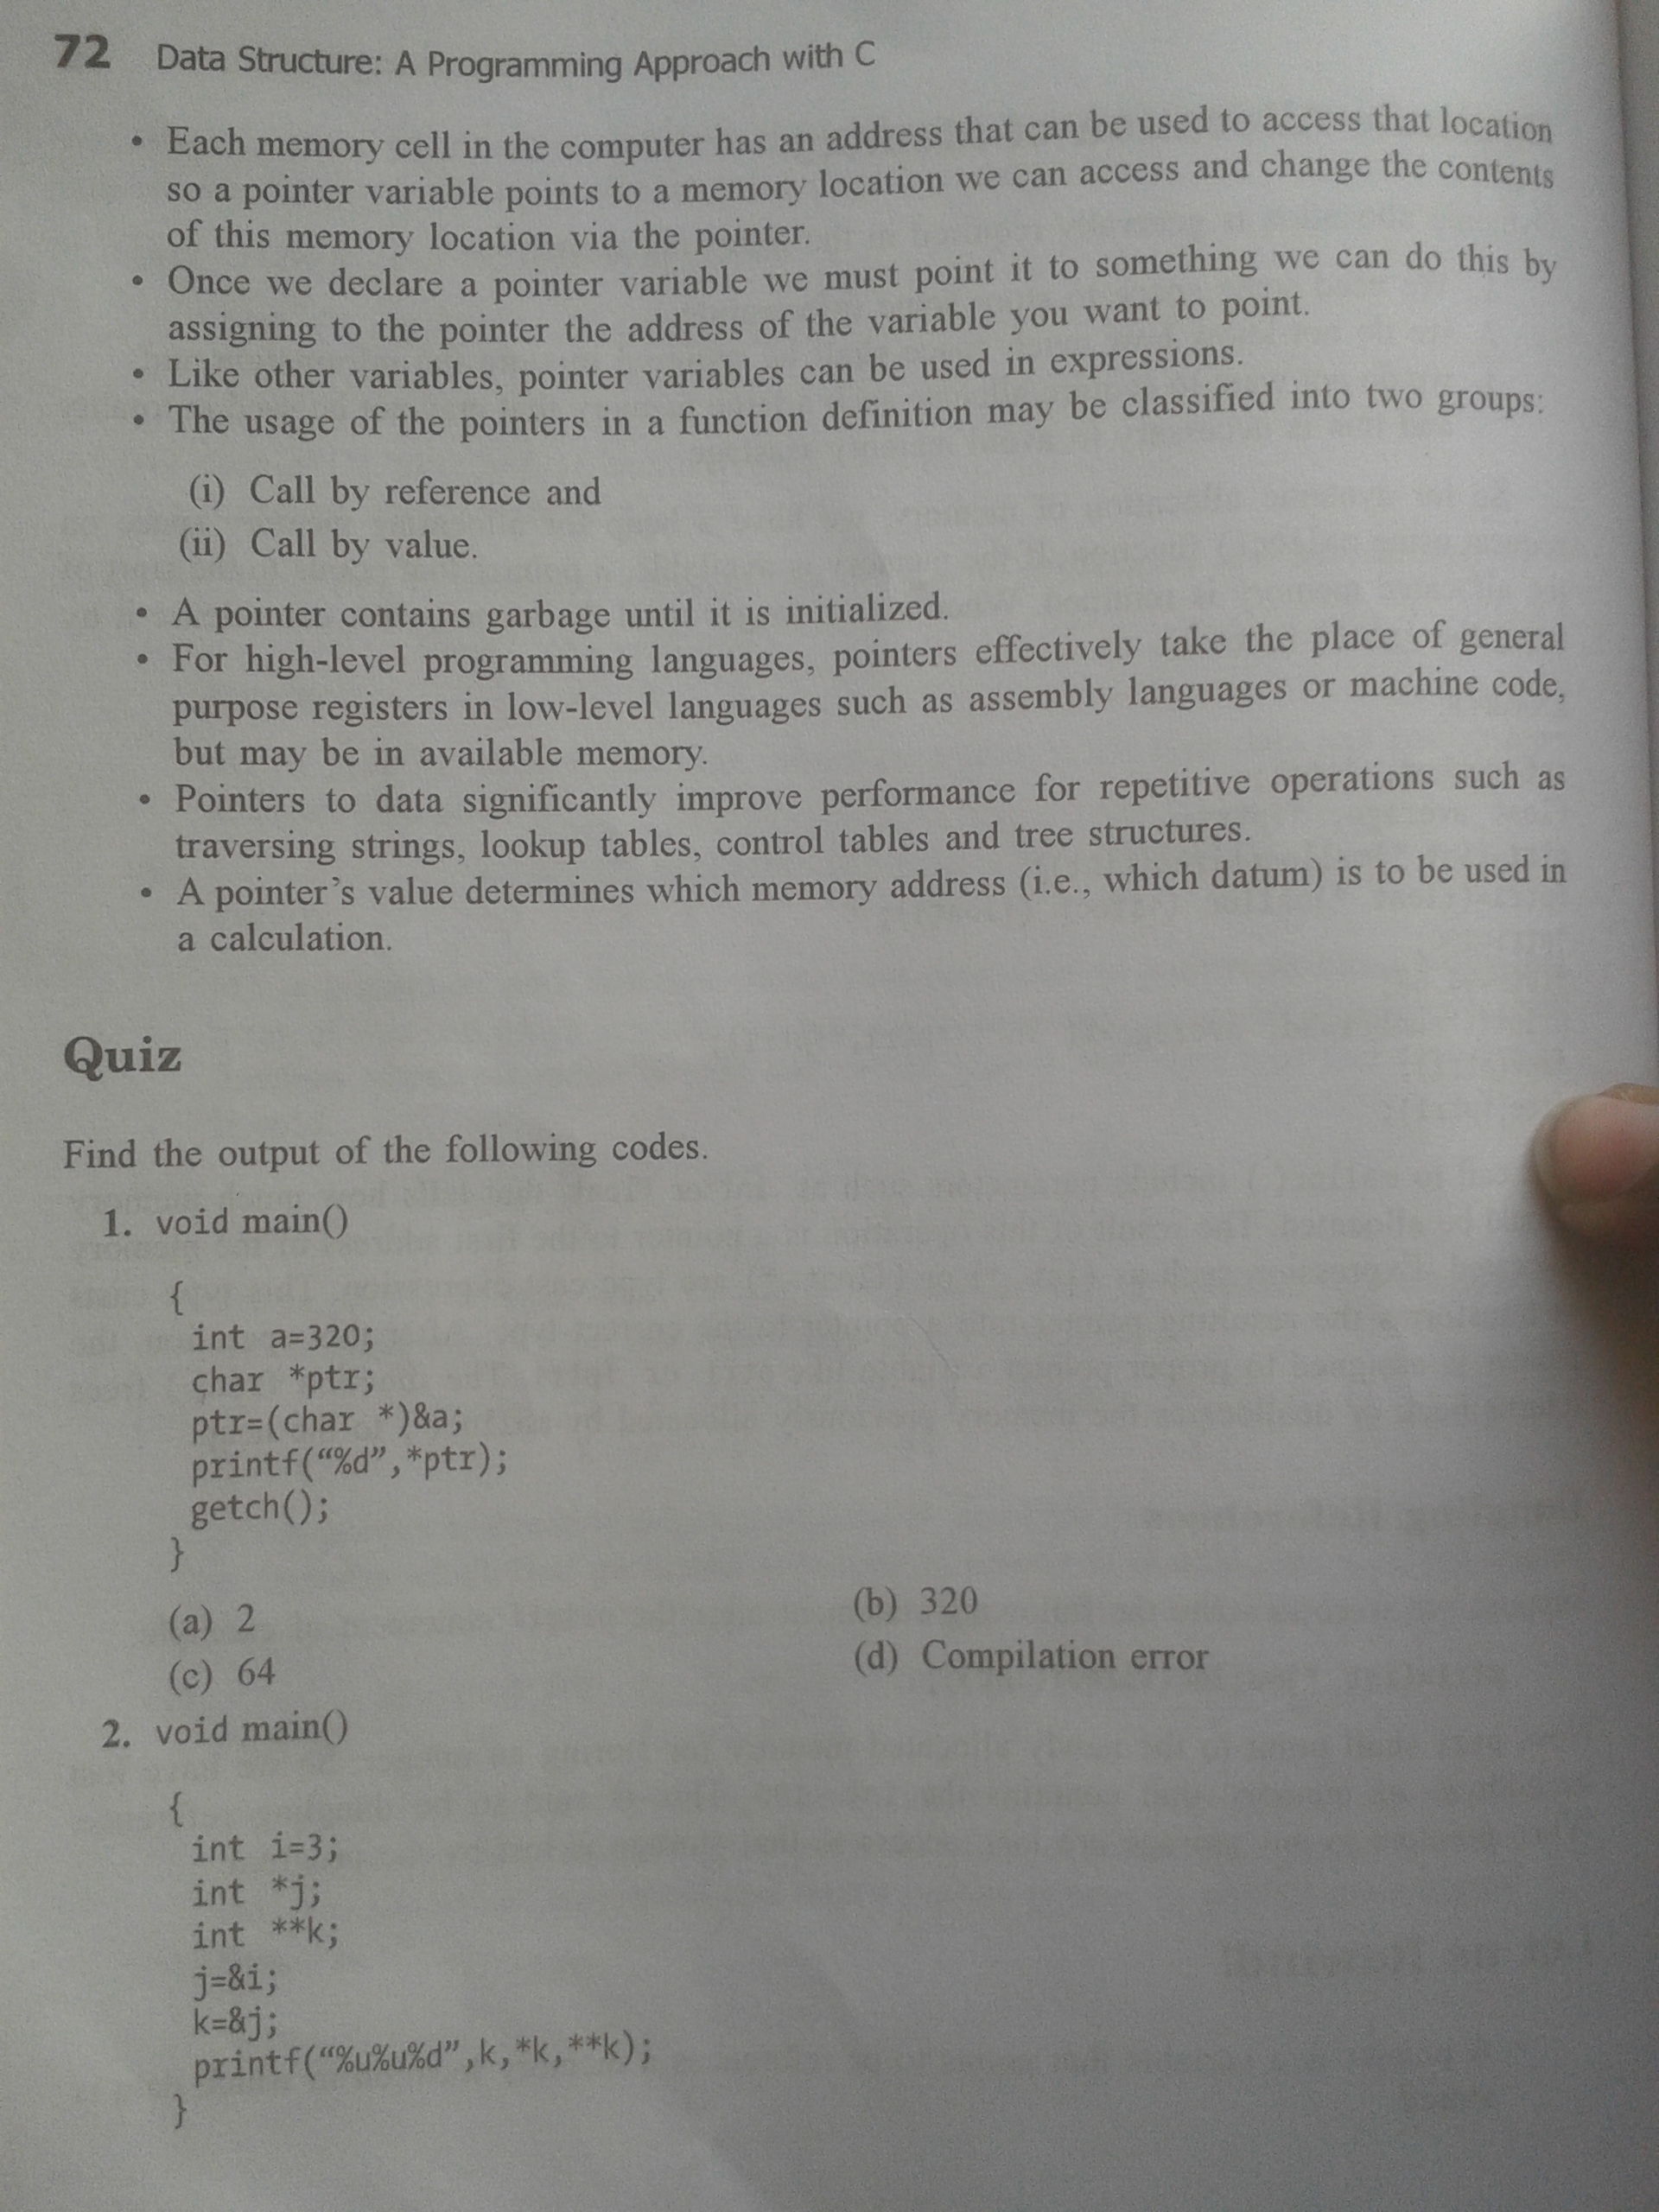 72 Data Structure: A Programming Approach with C
• Each memory cell in the computer has an address that can be used to access that location
so a pointer variable points to a memory location we can access and change the contents
of this memory location via the pointer.
• Once we declare a pointer variable we must point it to something we can do this by
assigning to the pointer the address of the variable you want to point.
• Like other variables, pointer variables can be used in expressions.
• The usage of the pointers in a function definition may be classified into two groups:
(i) Call by reference and
(ii) Call by value.
• A pointer contains garbage until it is initialized.
• For high-level programming languages, pointers effectively take the place of general
purpose registers in low-level languages such as assembly languages or machine code,
but may be in available memory.
• Pointers to data significantly improve performance for repetitive operations such as
traversing strings, lookup tables, control tables and tree structures.
• A pointer’s value determines which memory address (i.e., which datum) is to be used in
a calculation.
Quiz
Find the output of the following codes.
1. void main()
{
int a=320;
char *ptr;
ptr=(char *)&a;
printf(“%d”,*ptr);
getch();
}
(a) 2 (b) 320
(c) 64 (d) Compilation error
2. void main()
{
int i=3;
int *j;
int **k;
j=&i;
k=&j;
printf(“%u%u%d”,k,*k,**k);
}